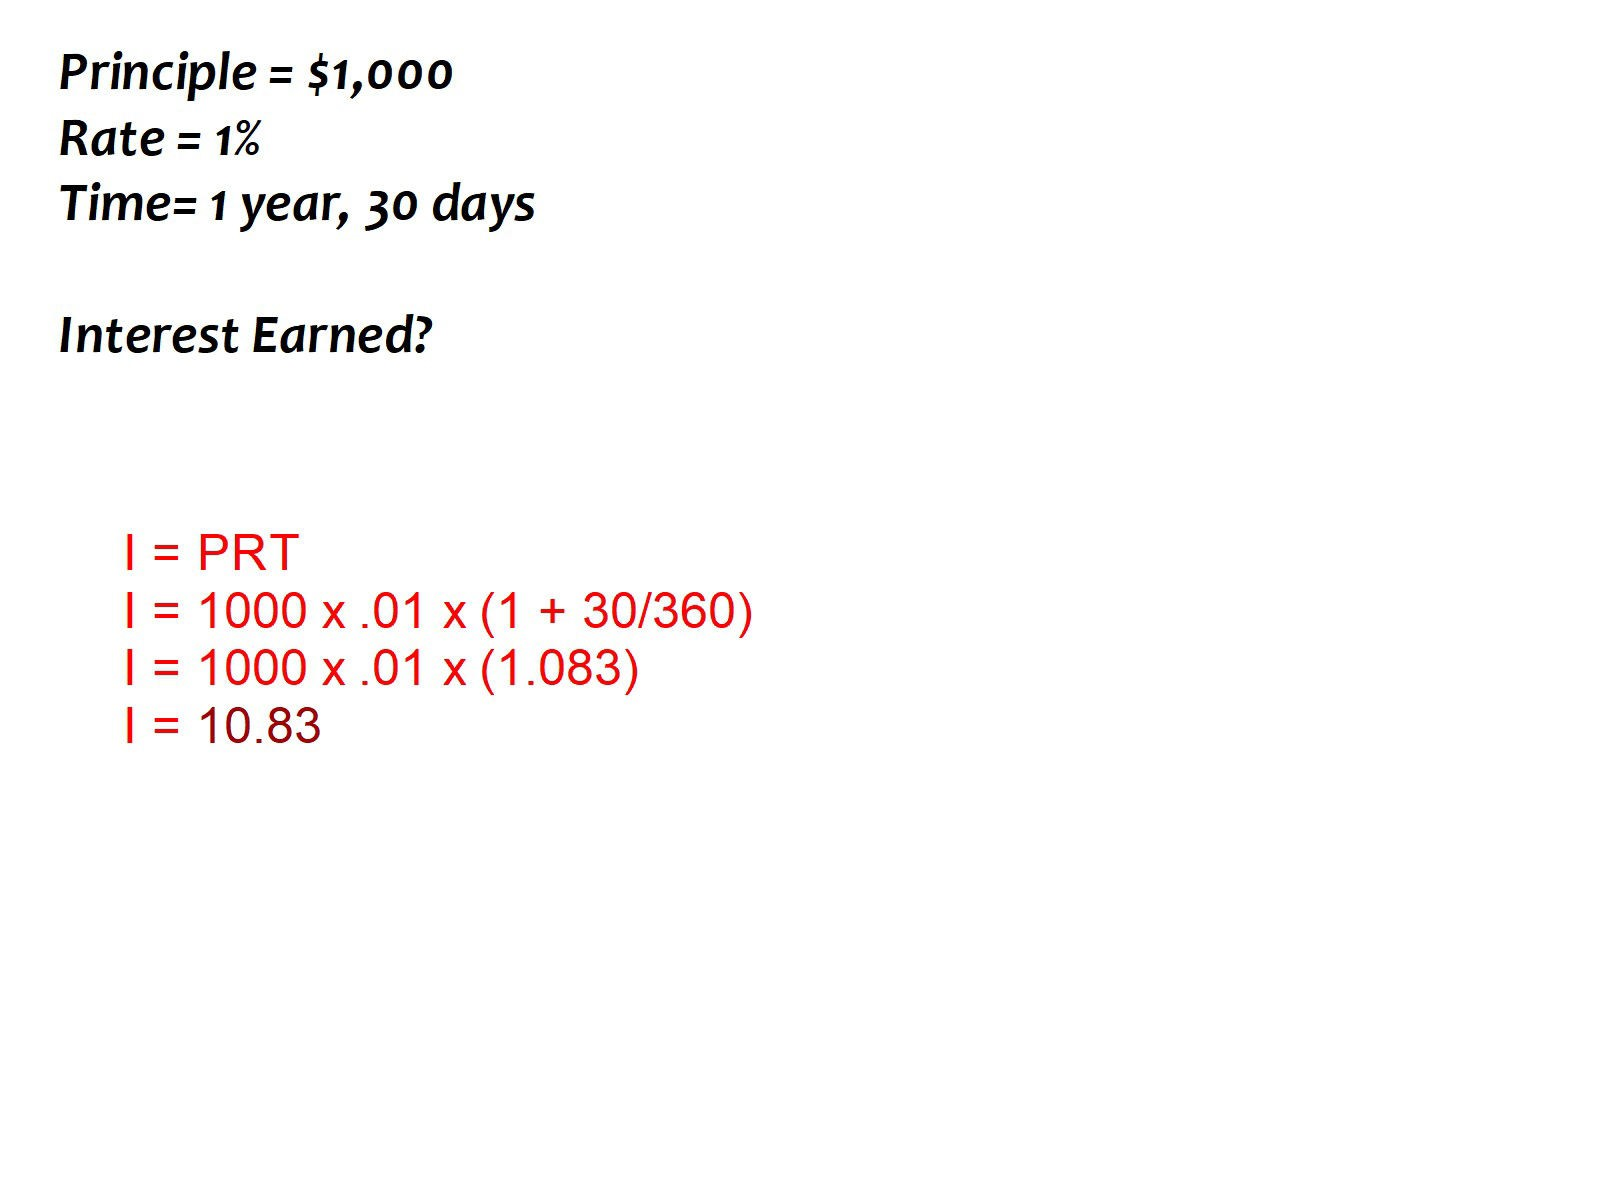 Principle = $1,000
Rate = 1%
Time= 1 year, 30 days
Interest Earned?
I = PRT
I = 1000 x .01 x (1 + 30/360)
I = 1000 x .01 x (1.083)
I = 10.83